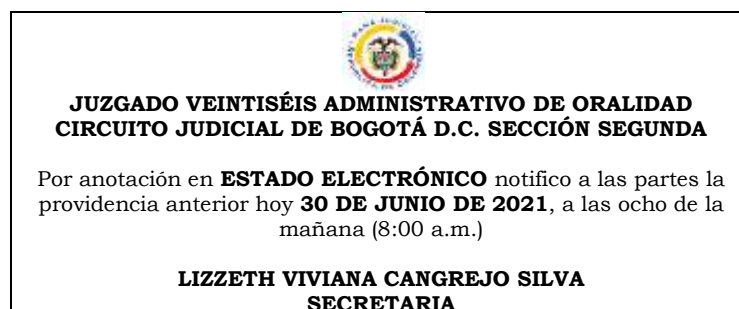 JUZGADO VEINTISÉIS ADMINISTRATIVO DE ORALIDAD
CIRCUITO JUDICIAL DE BOGOTÁ D.C. SECCIÓN SEGUNDA
Por anotación en ESTADO ELECTRÓNICO notifico a las partes la
providencia anterior hoy 30 DE JUNIO DE 2021, a las ocho de la
mañana (8:00 a.m.)
LIZZETH VIVIANA CANGREJO SILVA
SECRETARIA